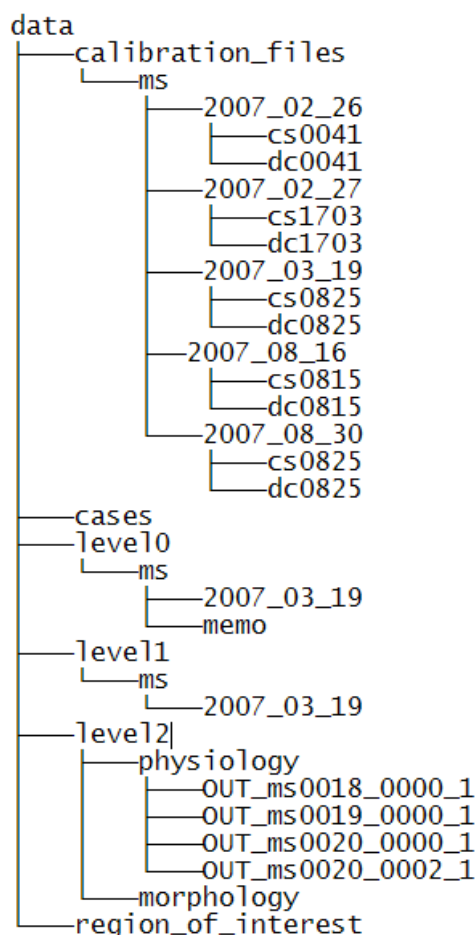 data
calibration_files
ms
2007_02_26
cs0041
dc0041
2007_02_27
cs1703
dc1703
2007_03_19
cs0825
dc0825
2007_08_16
cs0815
dc0815
2007_08_30
cs0825
dc0825
cases
level0
ms
2007_03_19
memo
level1
ms
2007_03_19
level2
physiology
OUT_ms0018_0000_1
OUT_ms0019_0000_1
OUT_ms0020_0000_1
OUT_ms0020_0002_1
morphology
region_of_interest